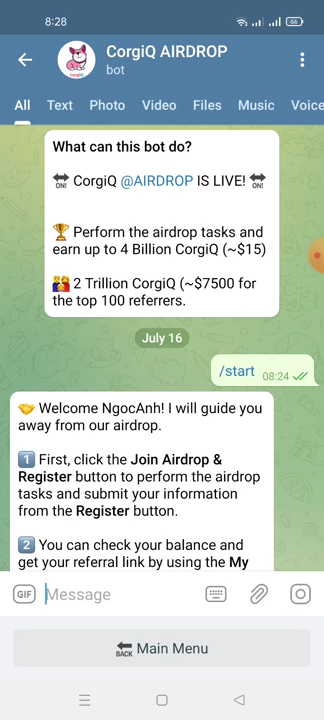 8:28
66
CorgiQ AIRDROP
bot
All Text Photo Video Files Music Voice
What can this bot do?
ON! CorgiQ @AIRDROP IS LIVE! ON!
🏆 Perform the airdrop tasks and
earn up to 4 Billion CorgiQ (~$15)
2 Trillion CorgiQ (~$7500 for
the top 100 referrers.
July 16
/start 08:24
🤝 Welcome NgocAnh! I will guide you
away from our airdrop.
1️⃣ First, click the Join Airdrop &
Register button to perform the airdrop
tasks and submit your information
from the Register button.
2️⃣ You can check your balance and
get your referral link by using the My
GIF Message
BACK Main Menu